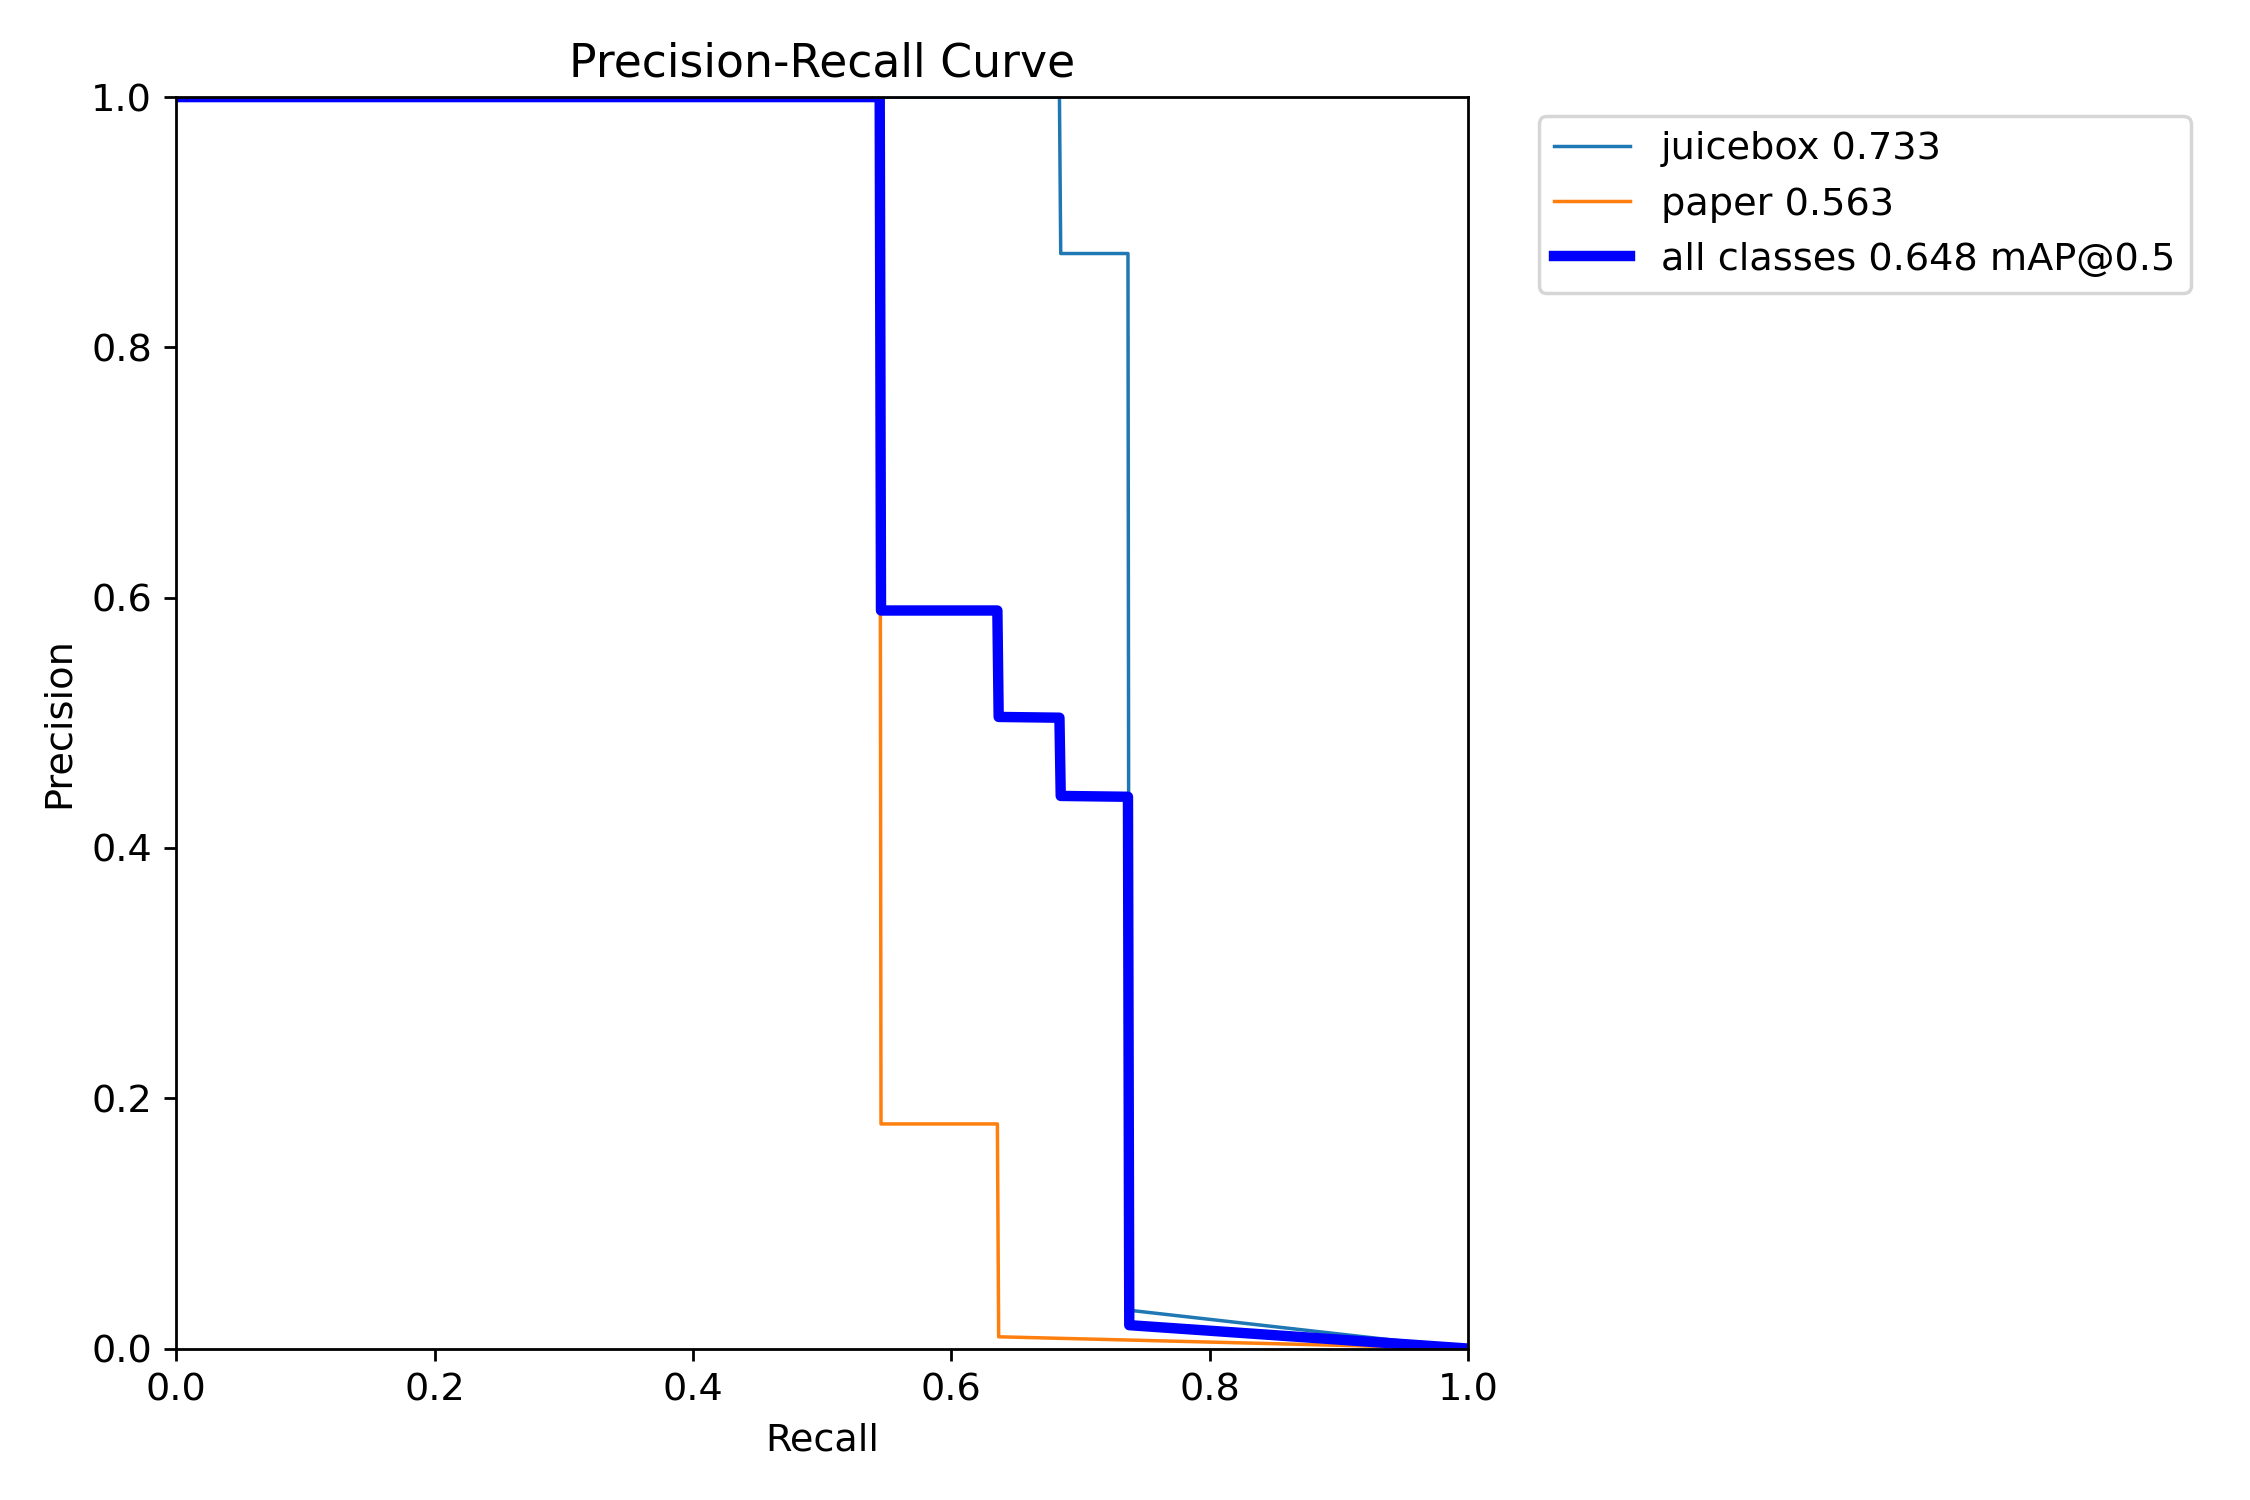 Precision-Recall Curve
juicebox 0.733
paper 0.563
all classes 0.648 mAP@0.5
1.0
0.8
0.6
0.4
0.2
0.0
Precision
0.0 0.2 0.4 0.6 0.8 1.0
Recall